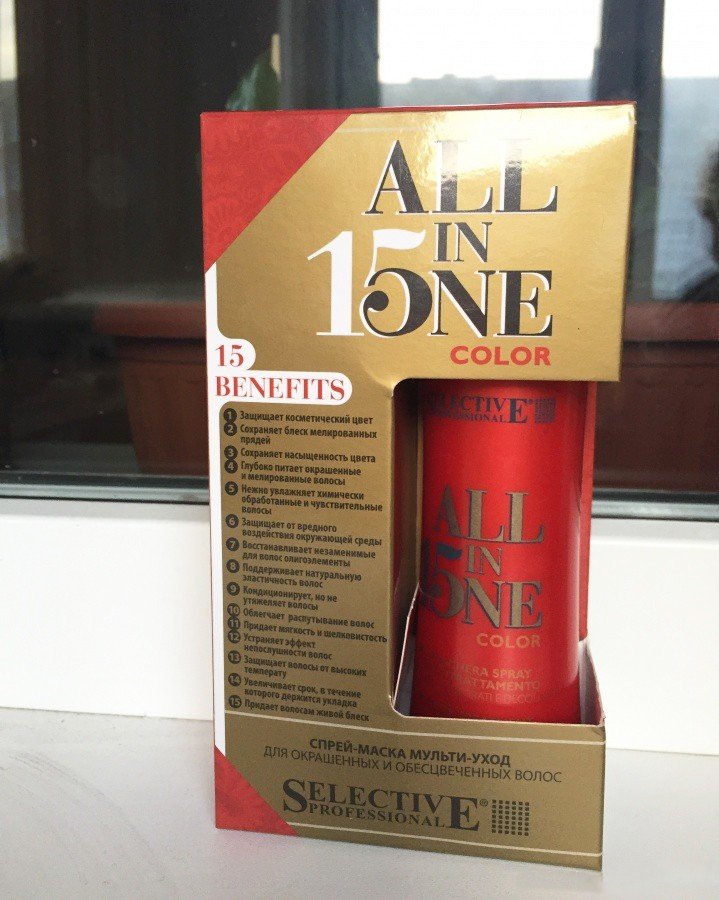 ALL
IN
15 ONE
COLOR
15
BENEFITS
1 Защищает косметический цвет
2 Сохраняет блеск мелированных
прядей
3 Сохраняет насыщенность цвета
4 Глубоко питает окрашенные
и мелированные волосы
5 Нежно увлажняет химически
обработанные и чувствительные
волосы
6 Защищает от вредного
воздействия окружающей среды
7 Восстанавливает незаменимые
для волос олигоэлементы
8 Поддерживает натуральную
эластичность волос
9 Кондиционирует, но не
утяжеляет волосы
10 Облегчает распутывание волос
11 Придает мягкость и шелковистость
12 Устраняет эффект
непослушности волос
13 Защищает волосы от высоких
температу
14 Увеличивает срок, в течение
которого держится укладка
15 Придает волосам живой блеск
SELECTIVE®
PROFESSIONAL
ALL
IN
15 ONE
COLOR
SPRAY
СПРЕЙ-МАСКА МУЛЬТИ-УХОД
ДЛЯ ОКРАШЕННЫХ И ОБЕСЦВЕЧЕННЫХ ВОЛОС
SELECTIVE®
PROFESSIONAL